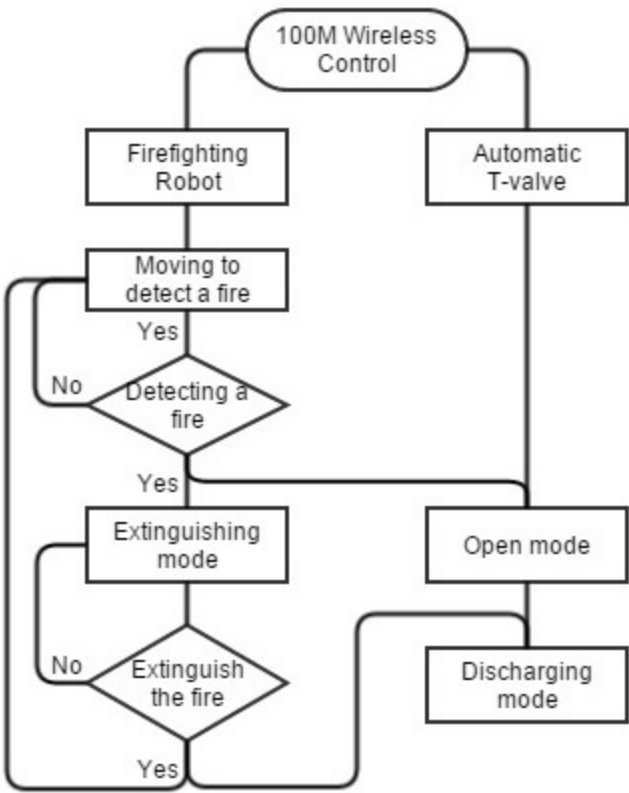 100M Wireless
Control
Firefighting
Robot
Automatic
T-valve
Moving to
detect a fire
Yes
No
Detecting a
fire
Yes
Extinguishing
mode
Open mode
No
Extinguish
the fire
Discharging
mode
Yes